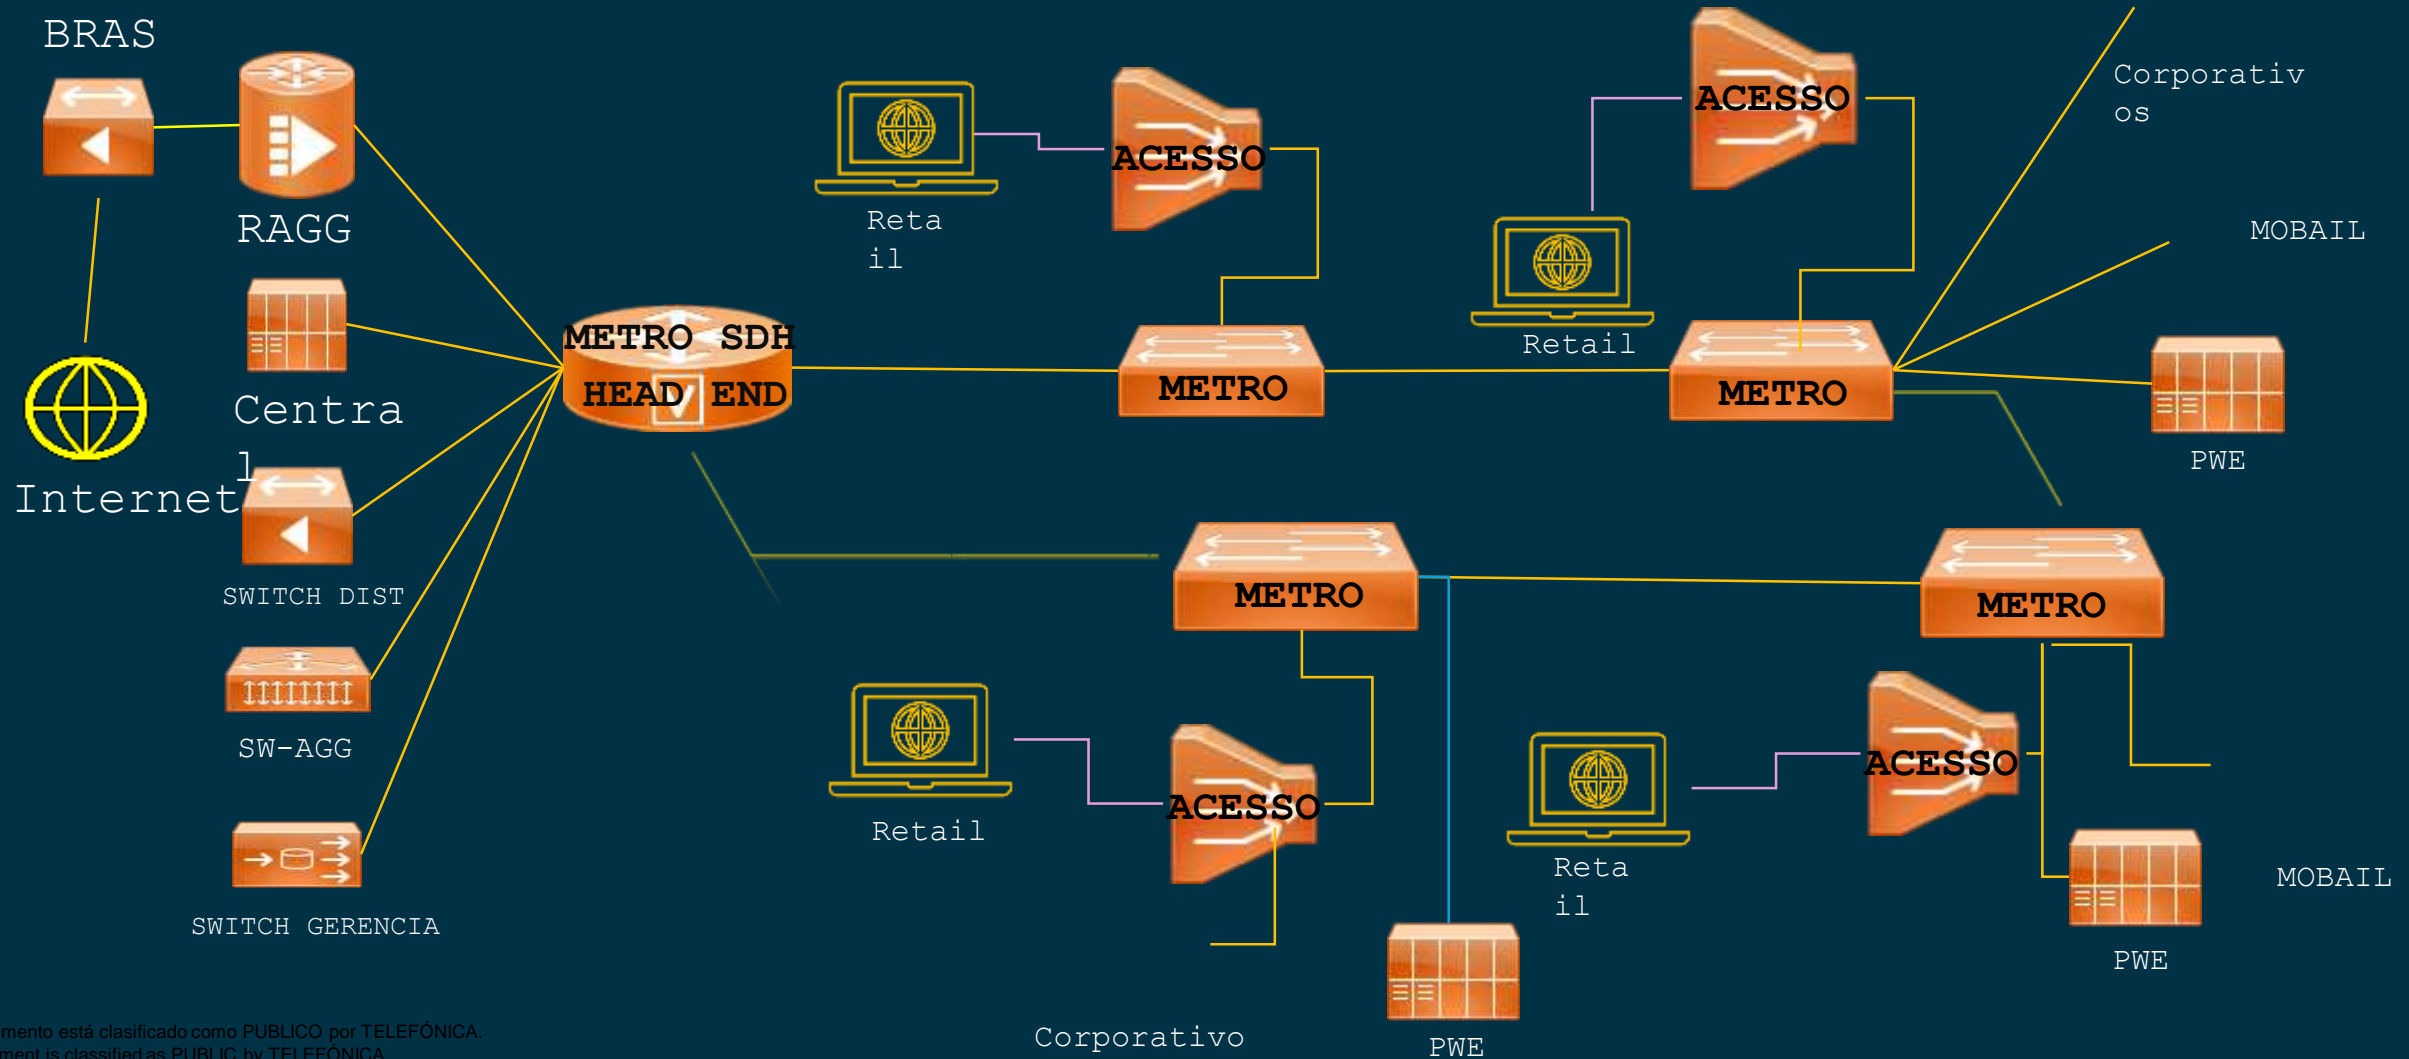 BRAS
RAGG
Centra
l
Internet
SWITCH DIST
SW-AGG
SWITCH GERENCIA
METRO SDH
HEAD END
Reta
il
ACESSO
METRO
Retail
ACESSO
METRO
Corporativ
os
MOBAIL
PWE
METRO
METRO
Retail
ACESSO
Corporativo
PWE
Reta
il
ACESSO
MOBAIL
PWE
mento está clasificado como PUBLICO por TELEFÓNICA.
ment is classified as PUBLIC by TELEFÓNICA.